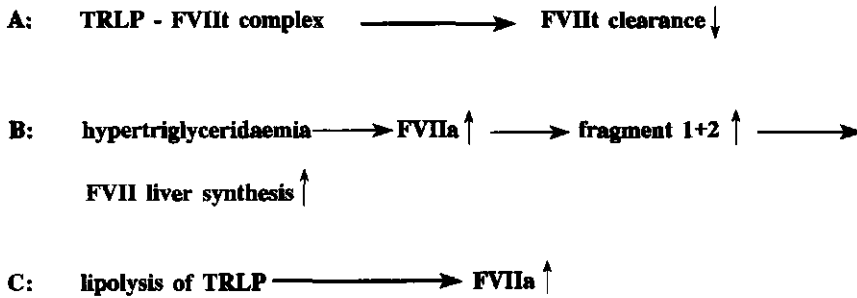 A: TRLP - FVIIt complex → FVIIt clearance ↓
B: hypertriglyceridaemia → FVIIa ↑ → fragment 1+2 ↑ →
FVII liver synthesis ↑
C: lipolysis of TRLP → FVIIa ↑